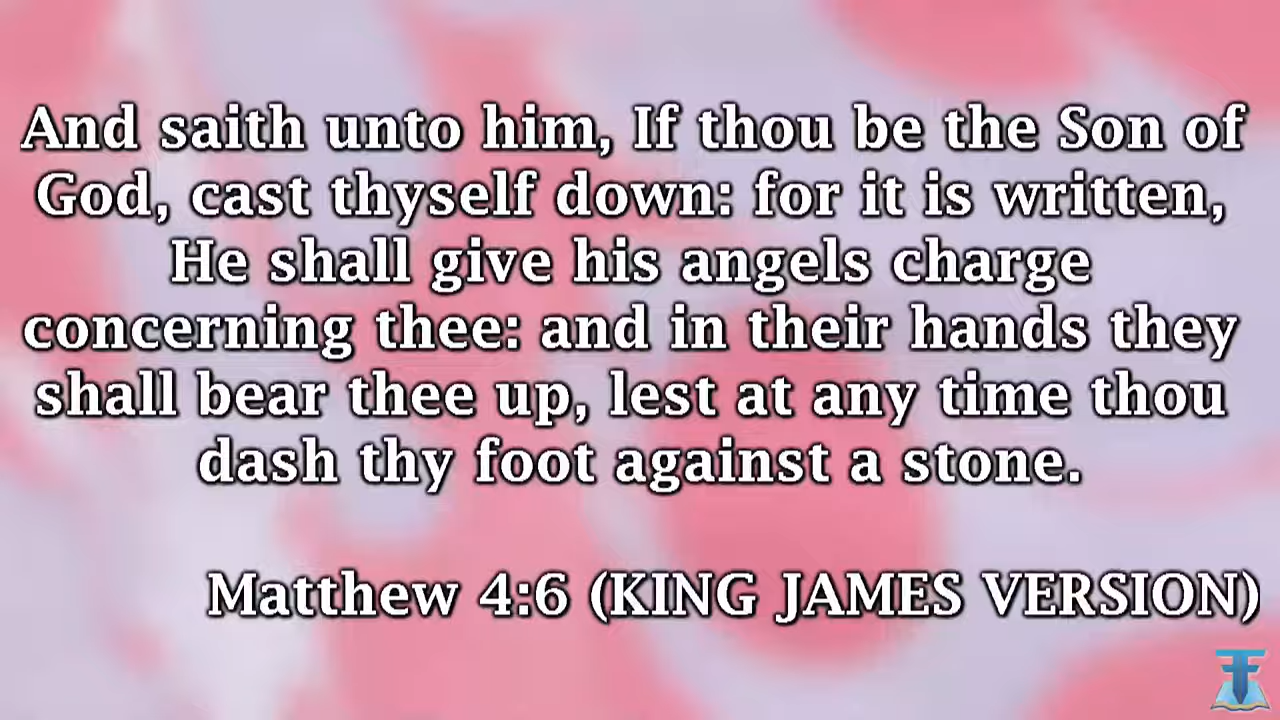 And saith unto him, If thou be the Son of
God, cast thyself down: for it is written,
He shall give his angels charge
concerning thee: and in their hands they
shall bear thee up, lest at any time thou
dash thy foot against a stone.
Matthew 4:6 (KING JAMES VERSION)